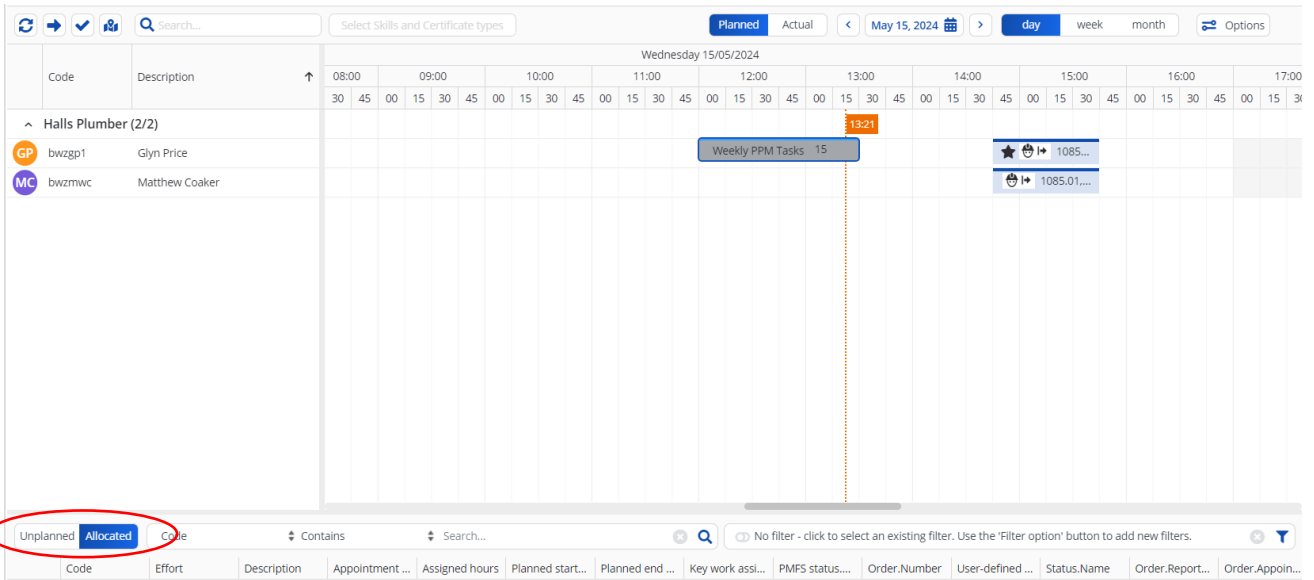 Search... Select Skills and Certificate types Planned Actual May 15, 2024 day week month Options
Wednesday 15/05/2024
Code Description 08:00 09:00 10:00 11:00 12:00 13:00 14:00 15:00 16:00 17:00
30 45 00 15 30 45 00 15 30 45 00 15 30 45 00 15 30 45 00 15 30 45 00 15 30 45 00 15 30 45 00 15 30 45 00 15 30
Halls Plumber (2/2) 13:21
GP bwzgp1 Glyn Price Weekly PPM Tasks 15 1085...
MC bwzmwc Matthew Coaker 1085.01,...
Unplanned Allocated Code Contains Search... No filter - click to select an existing filter. Use the 'Filter option' button to add new filters.
Code Effort Description Appointment ... Assigned hours Planned start... Planned end ... Key work assi... PMFS status.... Order.Number User-defined ... Status.Name Order.Report... Order.Appoin...